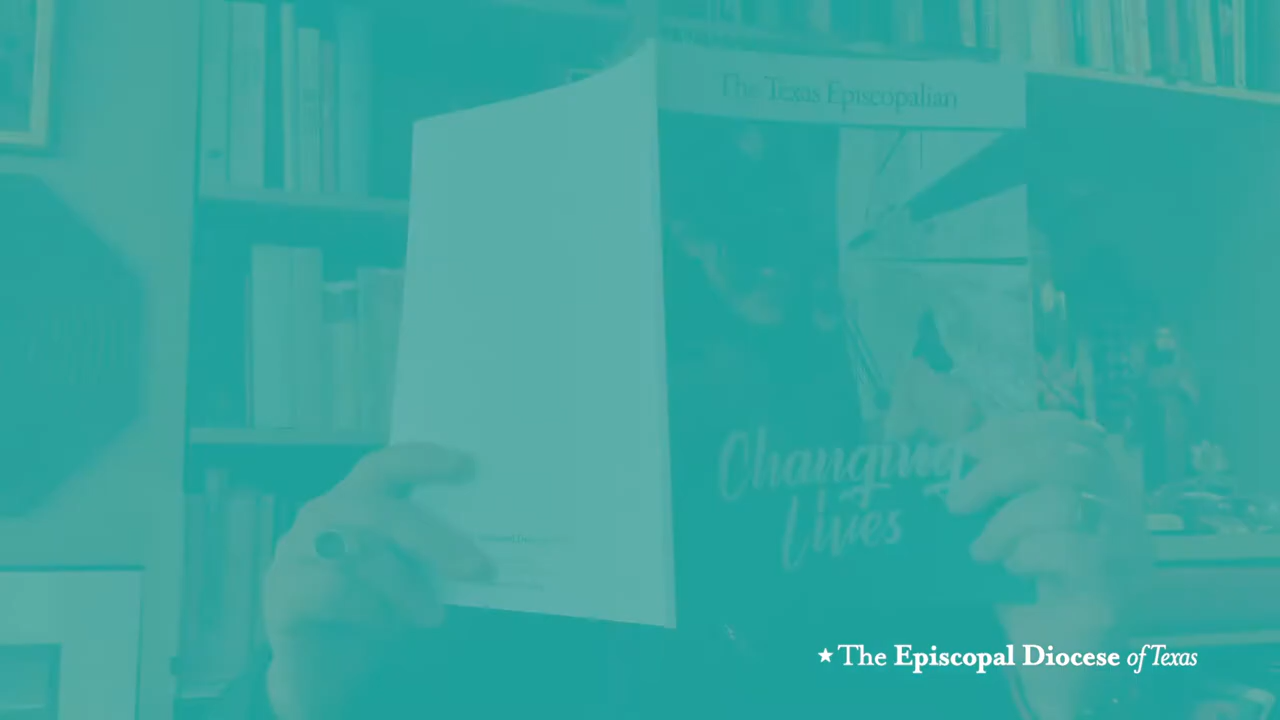 The Texas Episcopalian
Changing
Lives
★The Episcopal Diocese of Texas